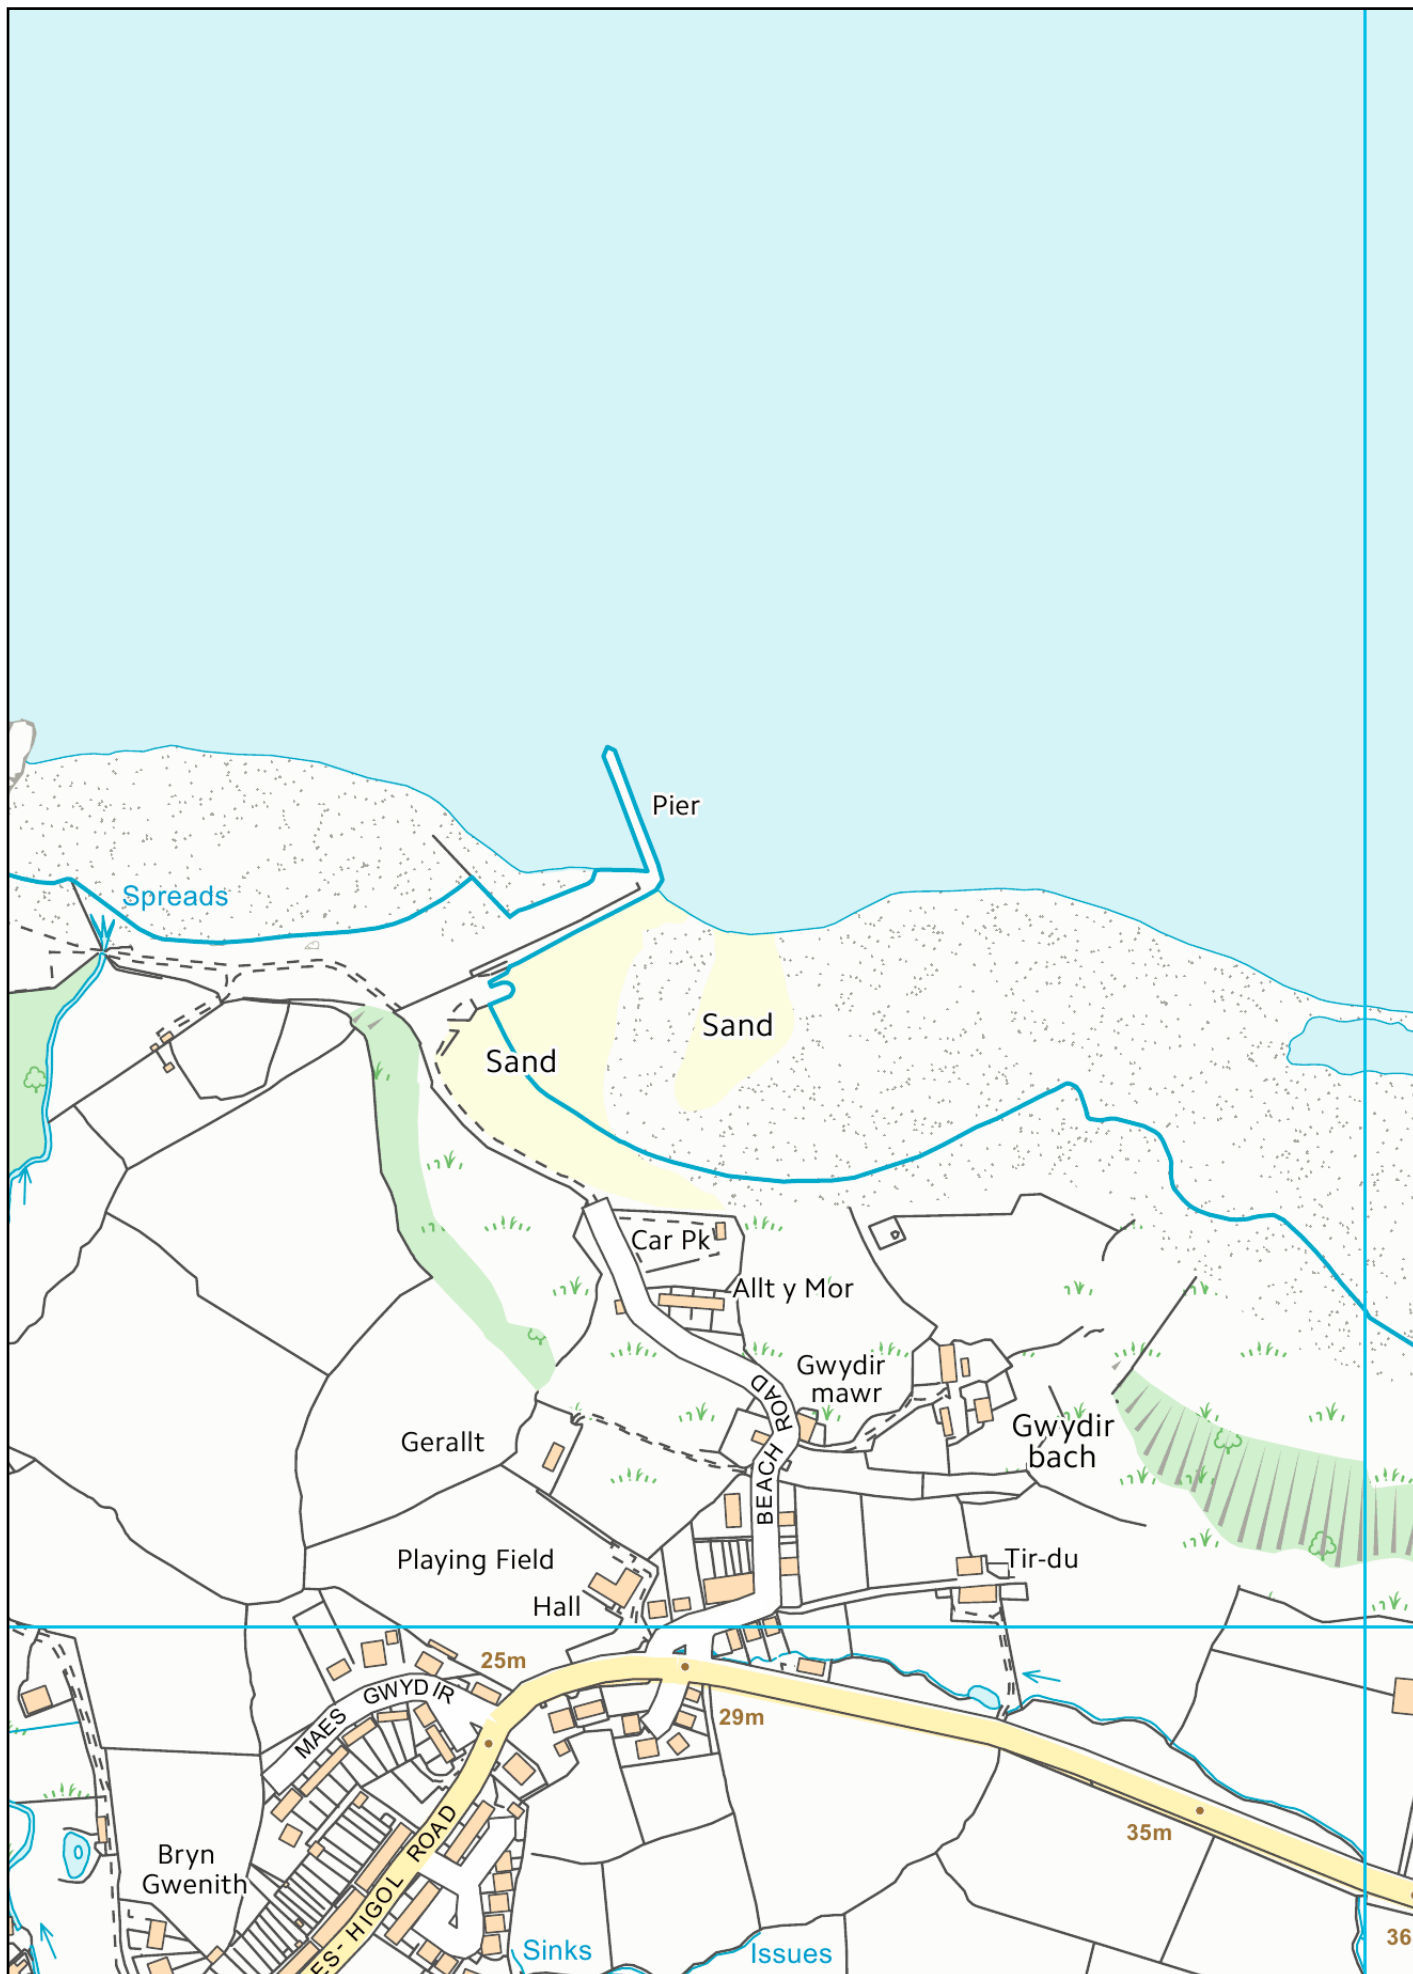 Pier
Spreads
Sand
Sand
Car Pk
Allt y Mor
Gwydir
mawr
BEACH ROAD
Gwydir
bach
Gerallt
Playing Field
Tir-du
Hall
25m
MAES GWYDIR
29m
35m
Bryn
Gwenith
ES-HIGOL ROAD
36
Sinks
Issues